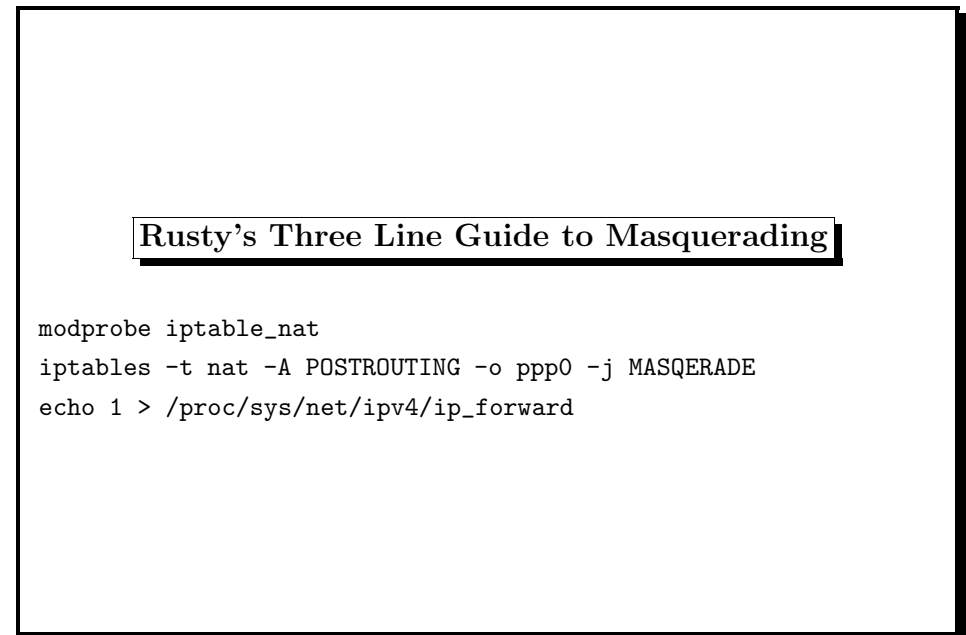 Rusty's Three Line Guide to Masquerading
modprobe iptable_nat
iptables -t nat -A POSTROUTING -o ppp0 -j MASQERADE
echo 1 > /proc/sys/net/ipv4/ip_forward